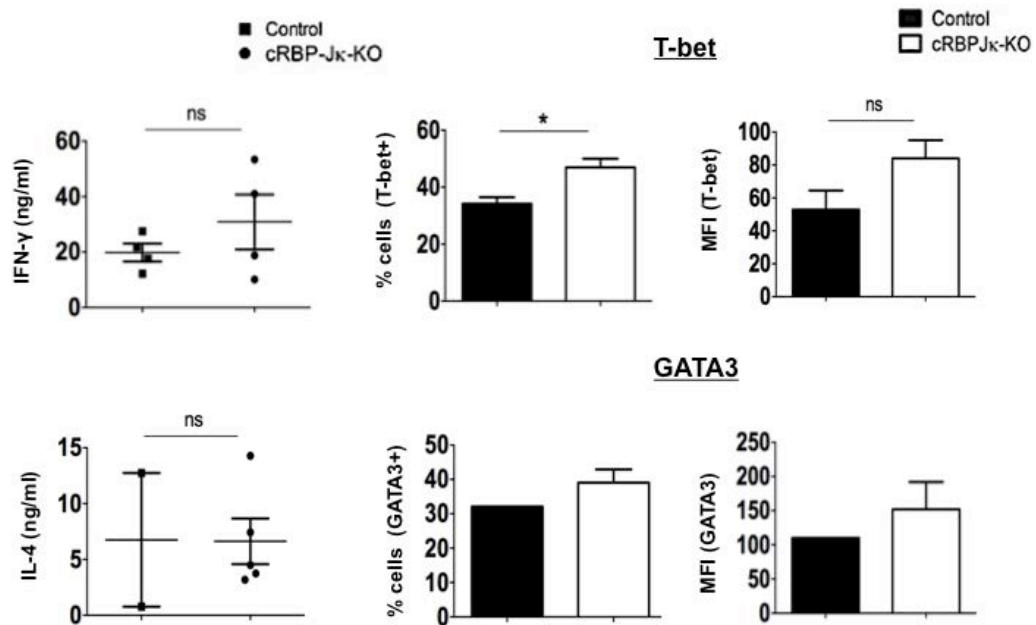 Control
cRBP-Jκ-KO
T-bet
Control
cRBPJκ-KO
ns
IFN-γ (ng/ml)
60
40
20
0
*
% cells (T-bet+)
60
40
20
0
ns
MFI (T-bet)
100
80
60
40
20
0
GATA3
ns
IL-4 (ng/ml)
15
10
5
0
% cells (GATA3+)
50
40
30
20
10
0
MFI (GATA3)
250
200
150
100
50
0